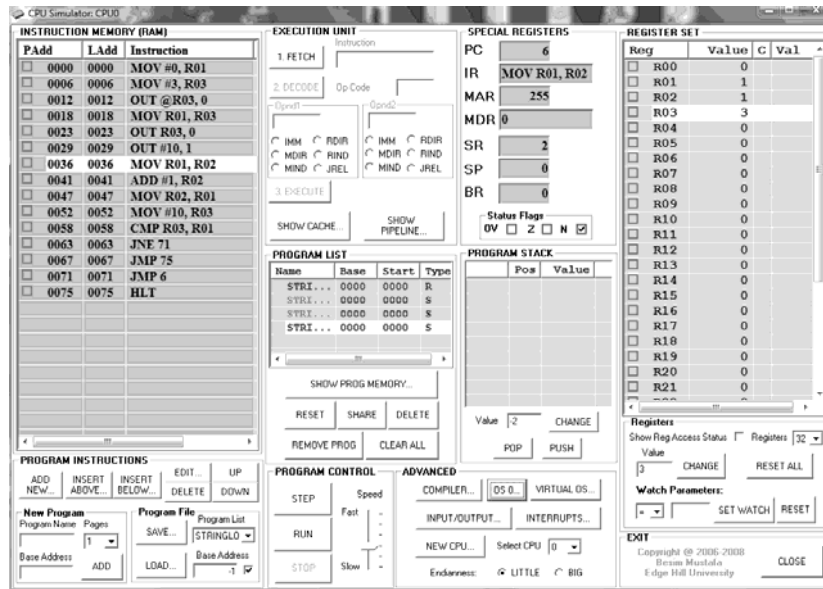 CPU Simulator: CPU0
INSTRUCTION MEMORY (RAM)
PAdd LAdd Instruction
0000 0000 MOV #0, R01
0006 0006 MOV #3, R03
0012 0012 OUT @R03, 0
0018 0018 MOV R01, R03
0023 0023 OUT R03, 0
0029 0029 OUT #10, 1
0036 0036 MOV R01, R02
0041 0041 ADD #1, R02
0047 0047 MOV R02, R01
0052 0052 MOV #10, R03
0058 0058 CMP R03, R01
0063 0063 JNE 71
0067 0067 JMP 75
0071 0071 JMP 6
0075 0075 HLT
PROGRAM INSTRUCTIONS
ADD NEW...
INSERT ABOVE...
INSERT BELOW...
EDIT...
UP
DELETE
DOWN
New Program
Program Name Pages
1
Base Address
ADD
Program File
SAVE...
Program List
STRINGLO
LOAD...
Base Address
-1
EXECUTION UNIT
1. FETCH
Instruction
2. DECODE
Op Code
Opnd1
IMM RDIR
MDIR RIND
MIND JREL
Opnd2
IMM RDIR
MDIR RIND
MIND JREL
3. EXECUTE
SHOW CACHE...
SHOW PIPELINE...
PROGRAM LIST
Name Base Start Type
STRI... 0000 0000 R
STRI... 0000 0000 S
STRI... 0000 0000 S
STRI... 0000 0000 S
SHOW PROG MEMORY...
RESET SHARE DELETE
REMOVE PROG CLEAR ALL
PROGRAM CONTROL
STEP
RUN
STOP
Speed
Fast
Slow
SPECIAL REGISTERS
PC 6
IR MOV R01, R02
MAR 255
MDR 0
SR 2
SP 0
BR 0
Status Flags
OV Z N
PROGRAM STACK
Pos Value
Value -2 CHANGE
POP PUSH
ADVANCED
COMPILER... OS 0... VIRTUAL OS...
INPUT/OUTPUT... INTERRUPTS...
NEW CPU... Select CPU 0
Endianness: LITTLE BIG
REGISTER SET
Reg Value C Val
R00 0
R01 1
R02 1
R03 3
R04 0
R05 0
R06 0
R07 0
R08 0
R09 0
R10 0
R11 0
R12 0
R13 0
R14 0
R15 0
R16 0
R17 0
R18 0
R19 0
R20 0
R21 0
Registers
Show Reg Access Status Registers 32
Value
3 CHANGE RESET ALL
Watch Parameters:
= SET WATCH RESET
EXIT
Copyright @ 2006-2008
Besim Mustafa
Edge Hill University
CLOSE